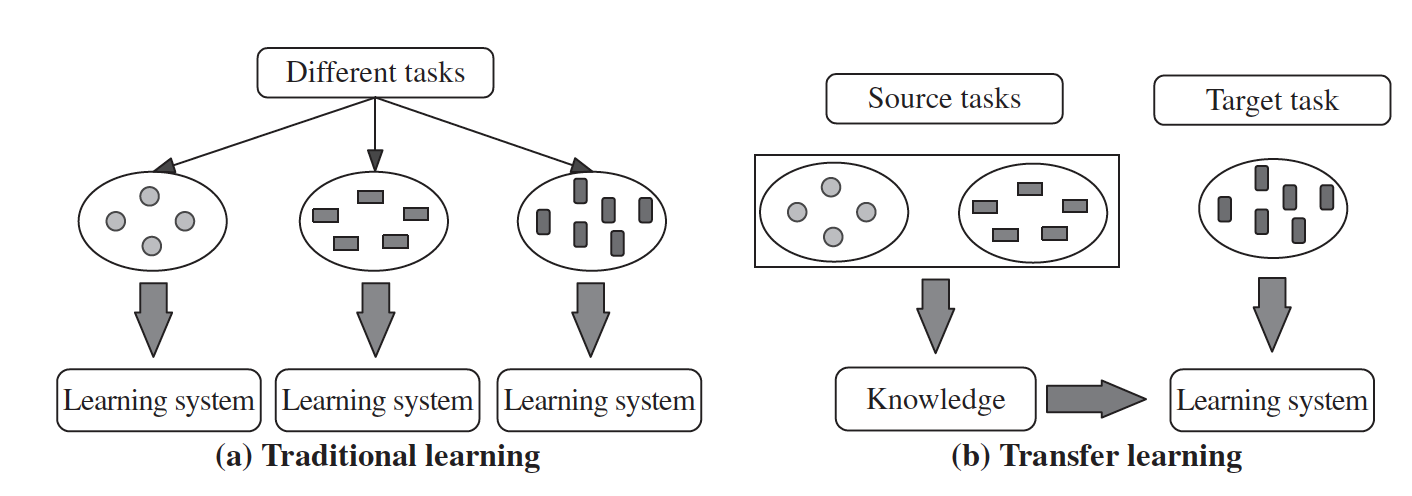 Different tasks
Learning system
Learning system
Learning system
(a) Traditional learning
Source tasks
Target task
Knowledge
Learning system
(b) Transfer learning